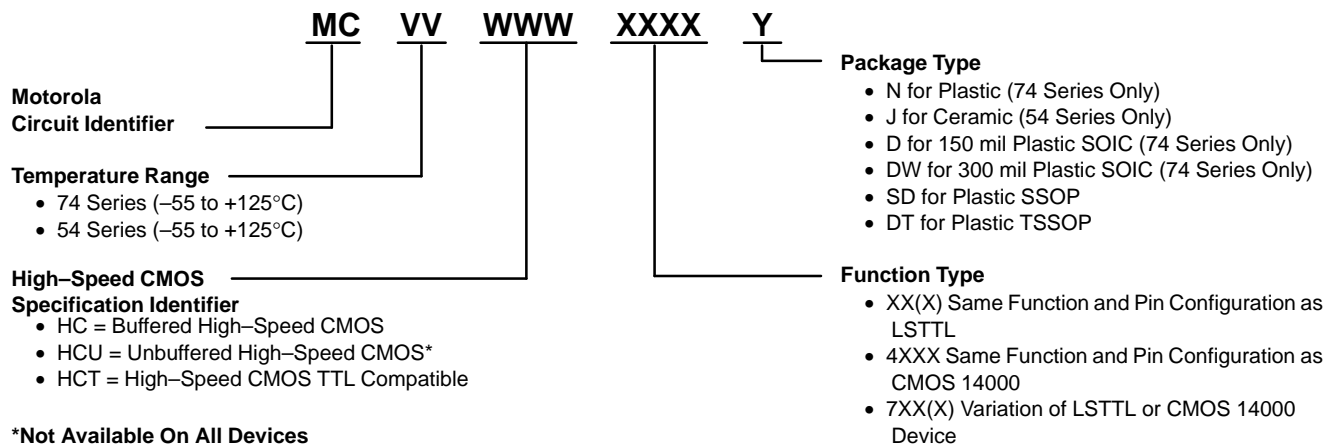 MC VV WWW XXXX Y
Motorola
Circuit Identifier
Temperature Range
• 74 Series (–55 to +125°C)
• 54 Series (–55 to +125°C)
High–Speed CMOS
Specification Identifier
• HC = Buffered High–Speed CMOS
• HCU = Unbuffered High–Speed CMOS*
• HCT = High–Speed CMOS TTL Compatible
*Not Available On All Devices
Package Type
• N for Plastic (74 Series Only)
• J for Ceramic (54 Series Only)
• D for 150 mil Plastic SOIC (74 Series Only)
• DW for 300 mil Plastic SOIC (74 Series Only)
• SD for Plastic SSOP
• DT for Plastic TSSOP
Function Type
• XX(X) Same Function and Pin Configuration as
LSTTL
• 4XXX Same Function and Pin Configuration as
CMOS 14000
• 7XX(X) Variation of LSTTL or CMOS 14000
Device